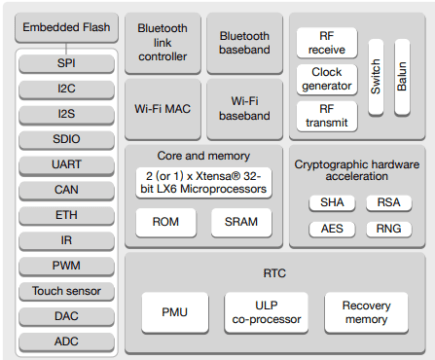 Embedded Flash
SPI
I2C
I2S
SDIO
UART
CAN
ETH
IR
PWM
Touch sensor
DAC
ADC
Bluetooth
link
controller
Bluetooth
baseband
Wi-Fi MAC
Wi-Fi
baseband
RF
receive
Clock
generator
RF
transmit
Switch
Balun
Core and memory
2 (or 1) x Xtensa® 32-
bit LX6 Microprocessors
ROM
SRAM
Cryptographic hardware
acceleration
SHA
RSA
AES
RNG
RTC
PMU
ULP
co-processor
Recovery
memory